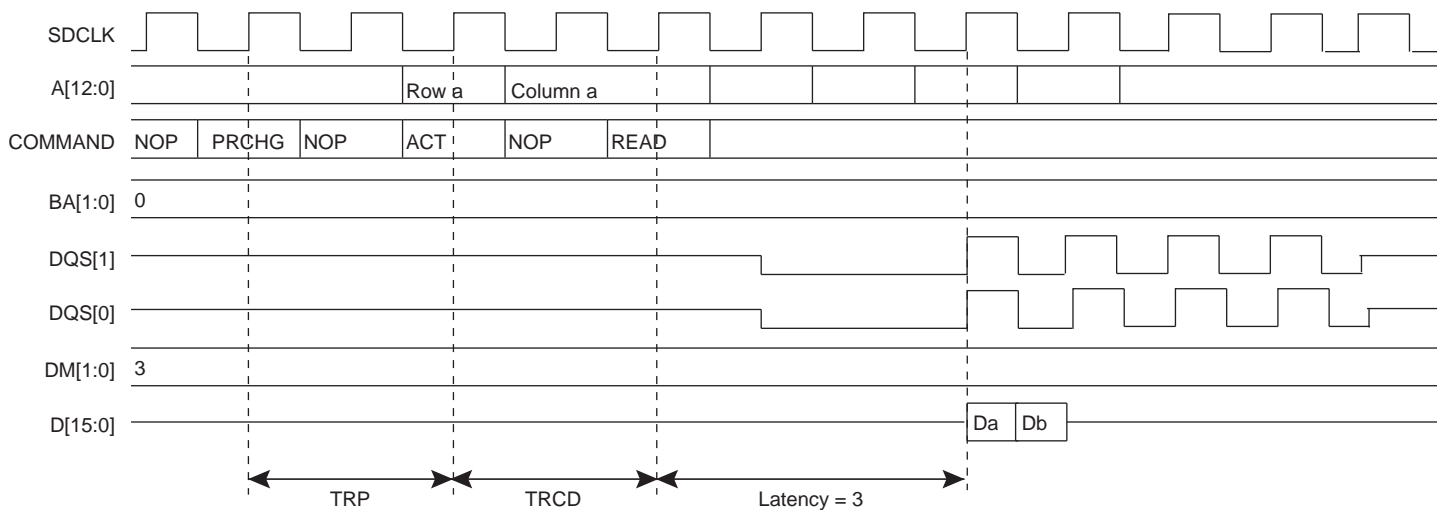 SDCLK
A[12:0] Row a Column a
COMMAND NOP PRCHG NOP ACT NOP READ
BA[1:0] 0
DQS[1]
DQS[0]
DM[1:0] 3
D[15:0] Da Db
TRP TRCD Latency = 3